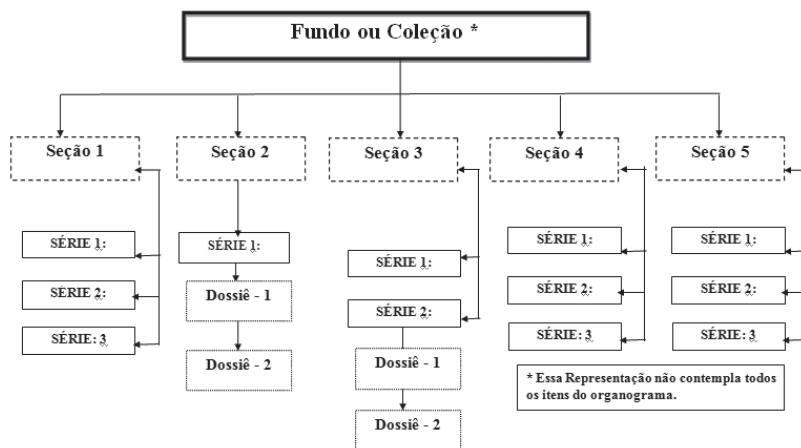 Fundo ou Coleção *
Seção 1
Seção 2
Seção 3
Seção 4
Seção 5
SÉRIE 1:
SÉRIE 2:
SÉRIE: 3
SÉRIE 1:
Dossiê - 1
Dossiê - 2
SÉRIE 1:
SÉRIE 2:
Dossiê - 1
Dossiê - 2
SÉRIE 1:
SÉRIE 2:
SÉRIE: 3
SÉRIE 1:
SÉRIE 2:
SÉRIE: 3
* Essa Representação não contempla todos
os itens do organograma.